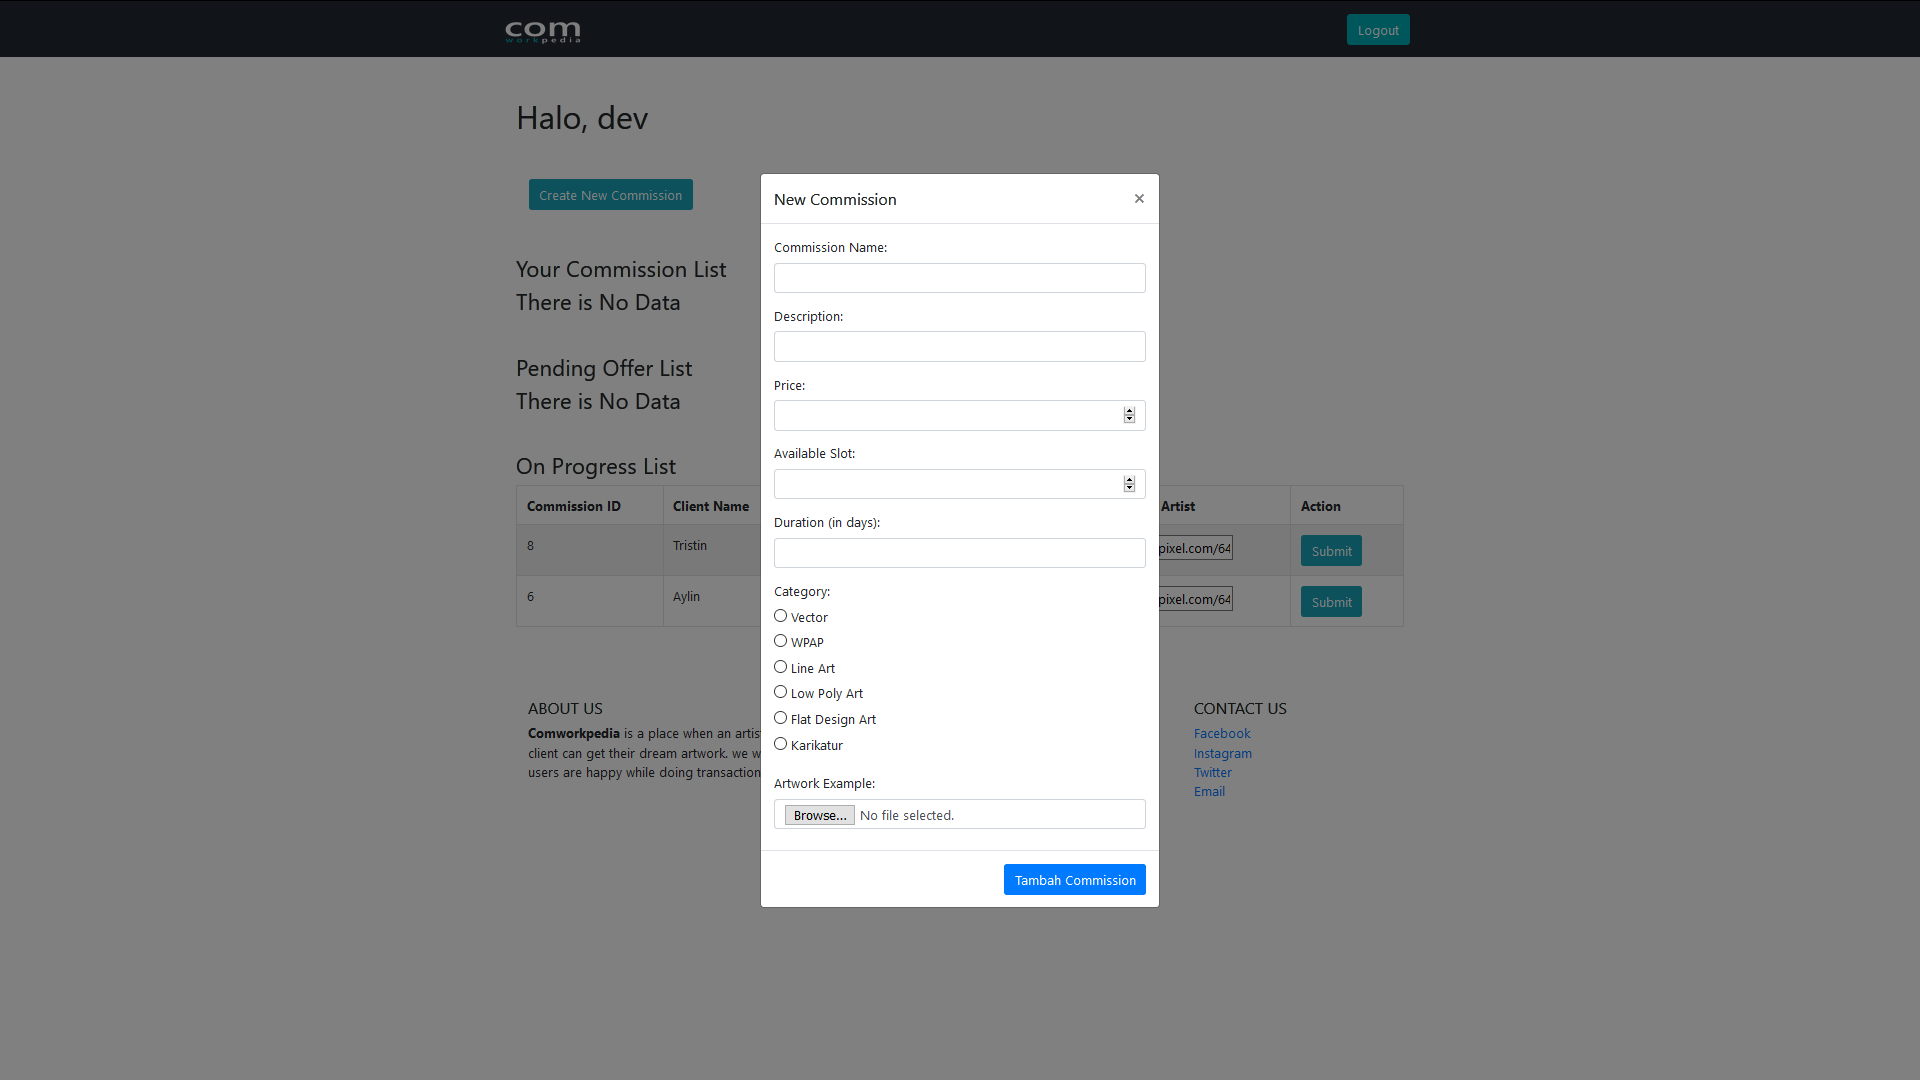 com
workpedia
Logout
Halo, dev
Create New Commission
Your Commission List
There is No Data
Pending Offer List
There is No Data
On Progress List
Commission ID Client Name Artist Action
8 Tristin pixel.com/64 Submit
6 Aylin pixel.com/64 Submit
New Commission ×
Commission Name:
Description:
Price:
Available Slot:
Duration (in days):
Category:
Vector
WPAP
Line Art
Low Poly Art
Flat Design Art
Karikatur
Artwork Example:
Browse... No file selected.
Tambah Commission
ABOUT US
Comworkpedia is a place when an artis
client can get their dream artwork. we w
users are happy while doing transaction
CONTACT US
Facebook
Instagram
Twitter
Email